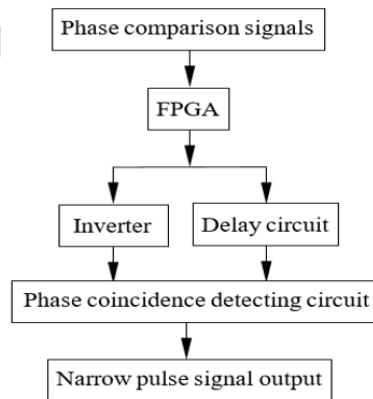 Phase comparison signals
FPGA
Inverter
Delay circuit
Phase coincidence detecting circuit
Narrow pulse signal output